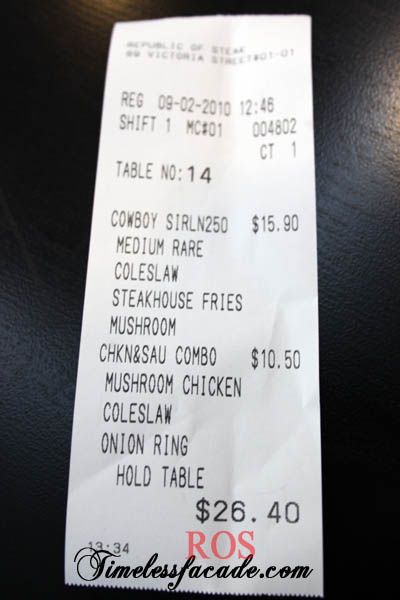 REPUBLIC OF STEAK
89 VICTORIA STREET#01-01
REG 09-02-2010 12:46
SHIFT 1 MC#01 004802
CT 1
TABLE NO:14
COWBOY SIRLN250 $15.90
MEDIUM RARE
COLESLAW
STEAKHOUSE FRIES
MUSHROOM
CHKN&SAU COMBO $10.50
MUSHROOM CHICKEN
COLESLAW
ONION RING
HOLD TABLE
$26.40
13:34 ROS
Timelessfacade.com